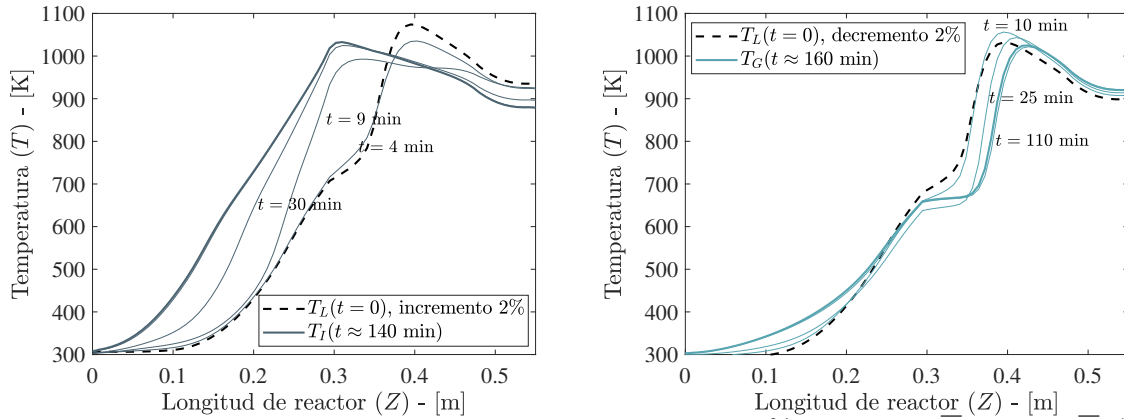 1100
1000
900
800
700
600
500
400
300
Temperatura (T) - [K]
t = 9 min
t = 4 min
t = 30 min
T_L(t = 0), incremento 2%
T_I(t ≈ 140 min)
0 0.1 0.2 0.3 0.4 0.5
Longitud de reactor (Z) - [m]
1100
1000
900
800
700
600
500
400
300
Temperatura (T) - [K]
T_L(t = 0), decremento 2%
T_G(t ≈ 160 min)
t = 10 min
t = 25 min
t = 110 min
0 0.1 0.2 0.3 0.4 0.5
Longitud de reactor (Z) - [m]